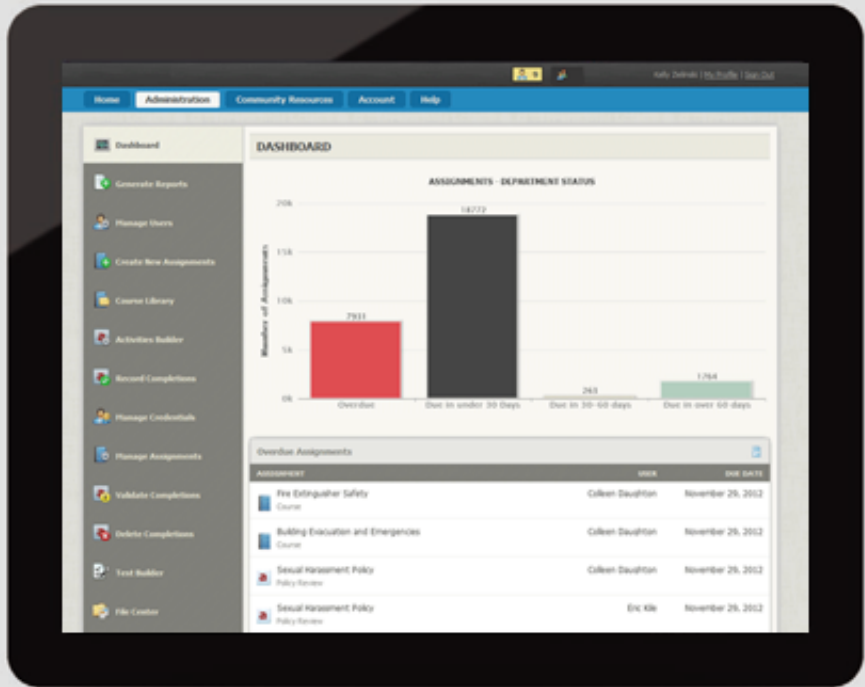 9
Kelly Zelinski | My Profile | Sign Out
Home
Administration
Community Resources
Account
Help
Dashboard
Generate Reports
Manage Users
Create New Assignments
Course Library
Activities Builder
Record Completions
Manage Credentials
Manage Assignments
Validate Completions
Delete Completions
Test Builder
File Center
DASHBOARD
ASSIGNMENTS - DEPARTMENT STATUS
Number of Assignments
20k
15k
10k
5k
0k
7931
18772
263
1764
Overdue
Due in under 30 Days
Due in 30-60 days
Due in over 60 days
Overdue Assignments
ASSIGNMENT USER DUE DATE
Fire Extinguisher Safety Colleen Daughton November 29, 2012
Course
Building Evacuation and Emergencies Colleen Daughton November 29, 2012
Course
Sexual Harassment Policy Colleen Daughton November 29, 2012
Policy Review
Sexual Harassment Policy Eric Kile November 29, 2012
Policy Review